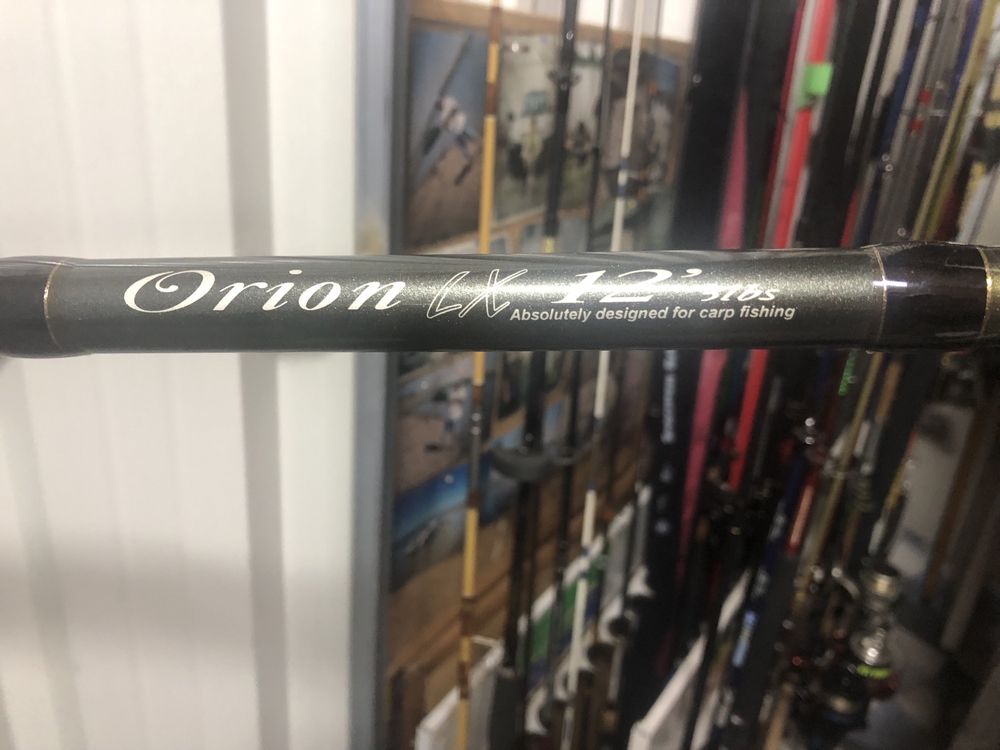 Orion LX 12' 3lbs
Absolutely designed for carp fishing